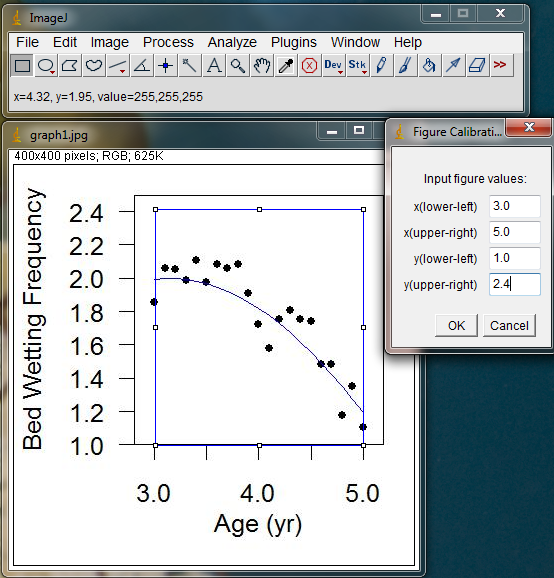 ImageJ
File Edit Image Process Analyze Plugins Window Help
A Dev Stk >>
x=4.32, y=1.95, value=255,255,255
graph1.jpg
400x400 pixels; RGB; 625K
Bed Wetting Frequency
2.4
2.2
2.0
1.8
1.6
1.4
1.2
1.0
3.0 4.0 5.0
Age (yr)
Figure Calibrati...
Input figure values:
x(lower-left) 3.0
x(upper-right) 5.0
y(lower-left) 1.0
y(upper-right) 2.4
OK Cancel